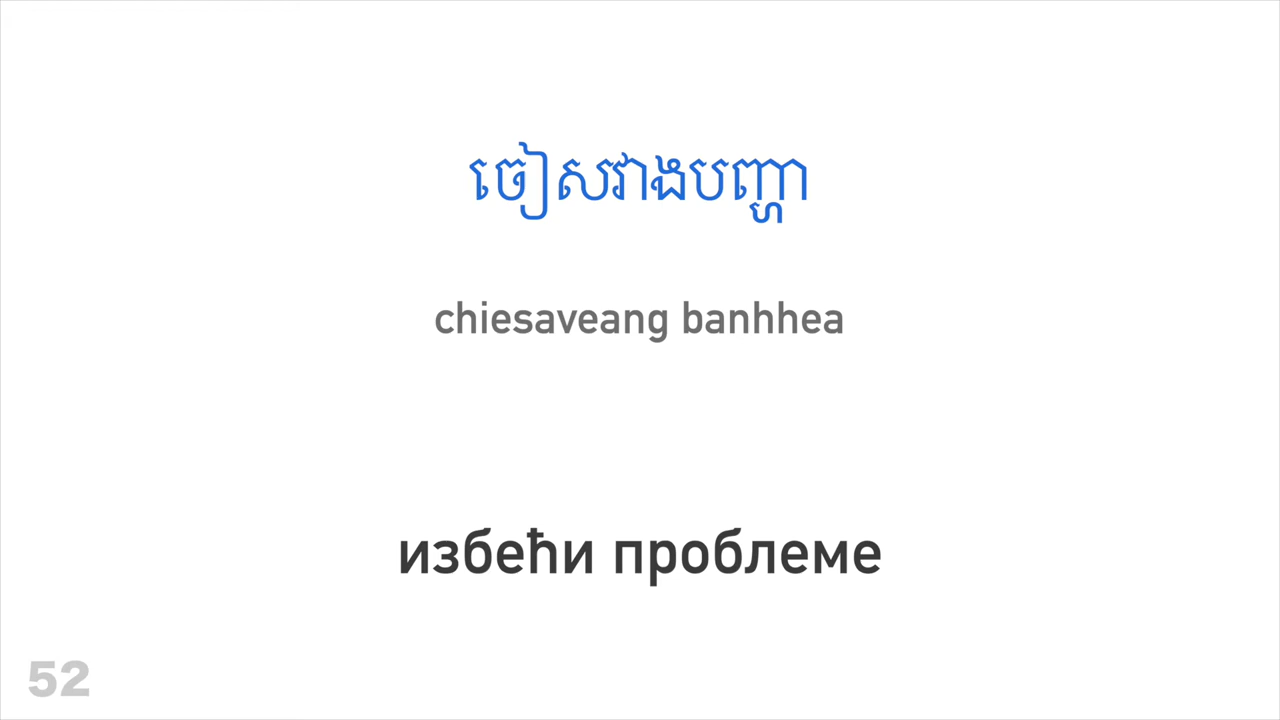 ចៀសវាងបញ្ហា
chiesaveang banhhea
избећи проблеме
52